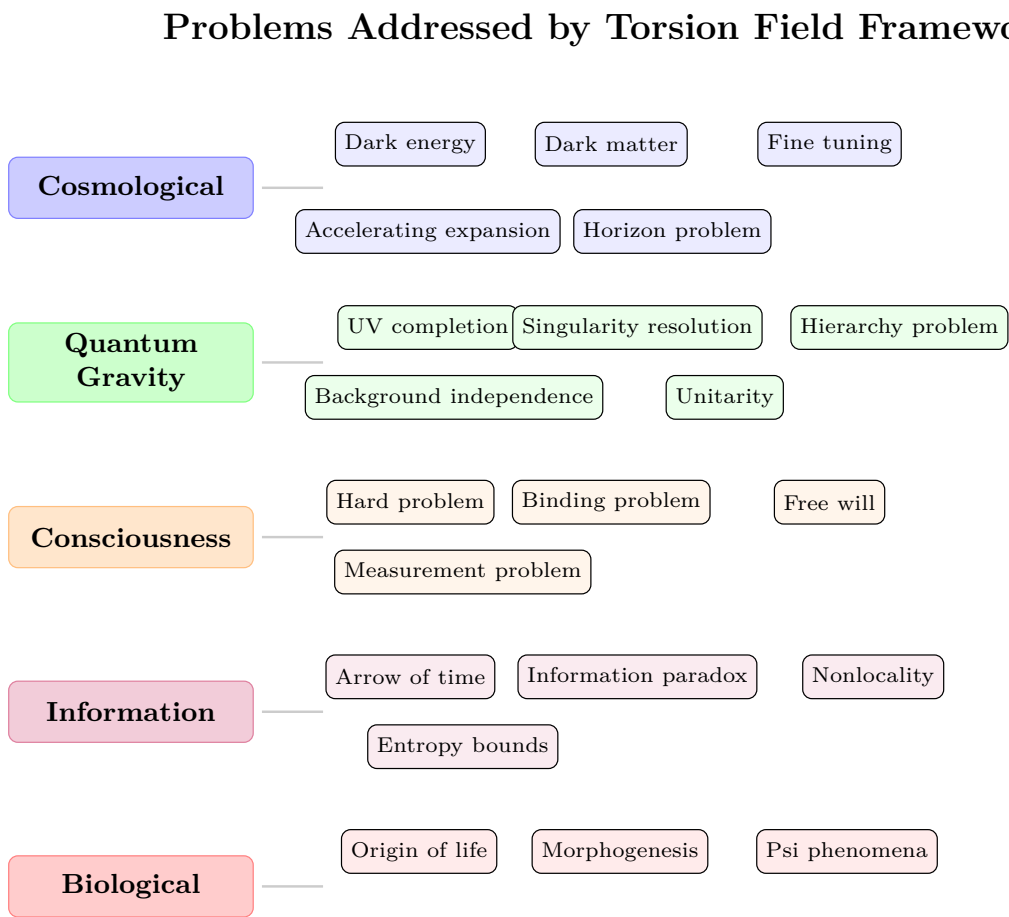 Problems Addressed by Torsion Field
Dark energy
Dark matter
Fine tuning
Cosmological
Accelerating expansion
Horizon problem
UV completion
Singularity resolution
Hierarchy problem
Quantum
Gravity
Background independence
Unitarity
Hard problem
Binding problem
Free will
Consciousness
Measurement problem
Arrow of time
Information paradox
Nonlocality
Information
Entropy bounds
Origin of life
Morphogenesis
Psi phenomena
Biological